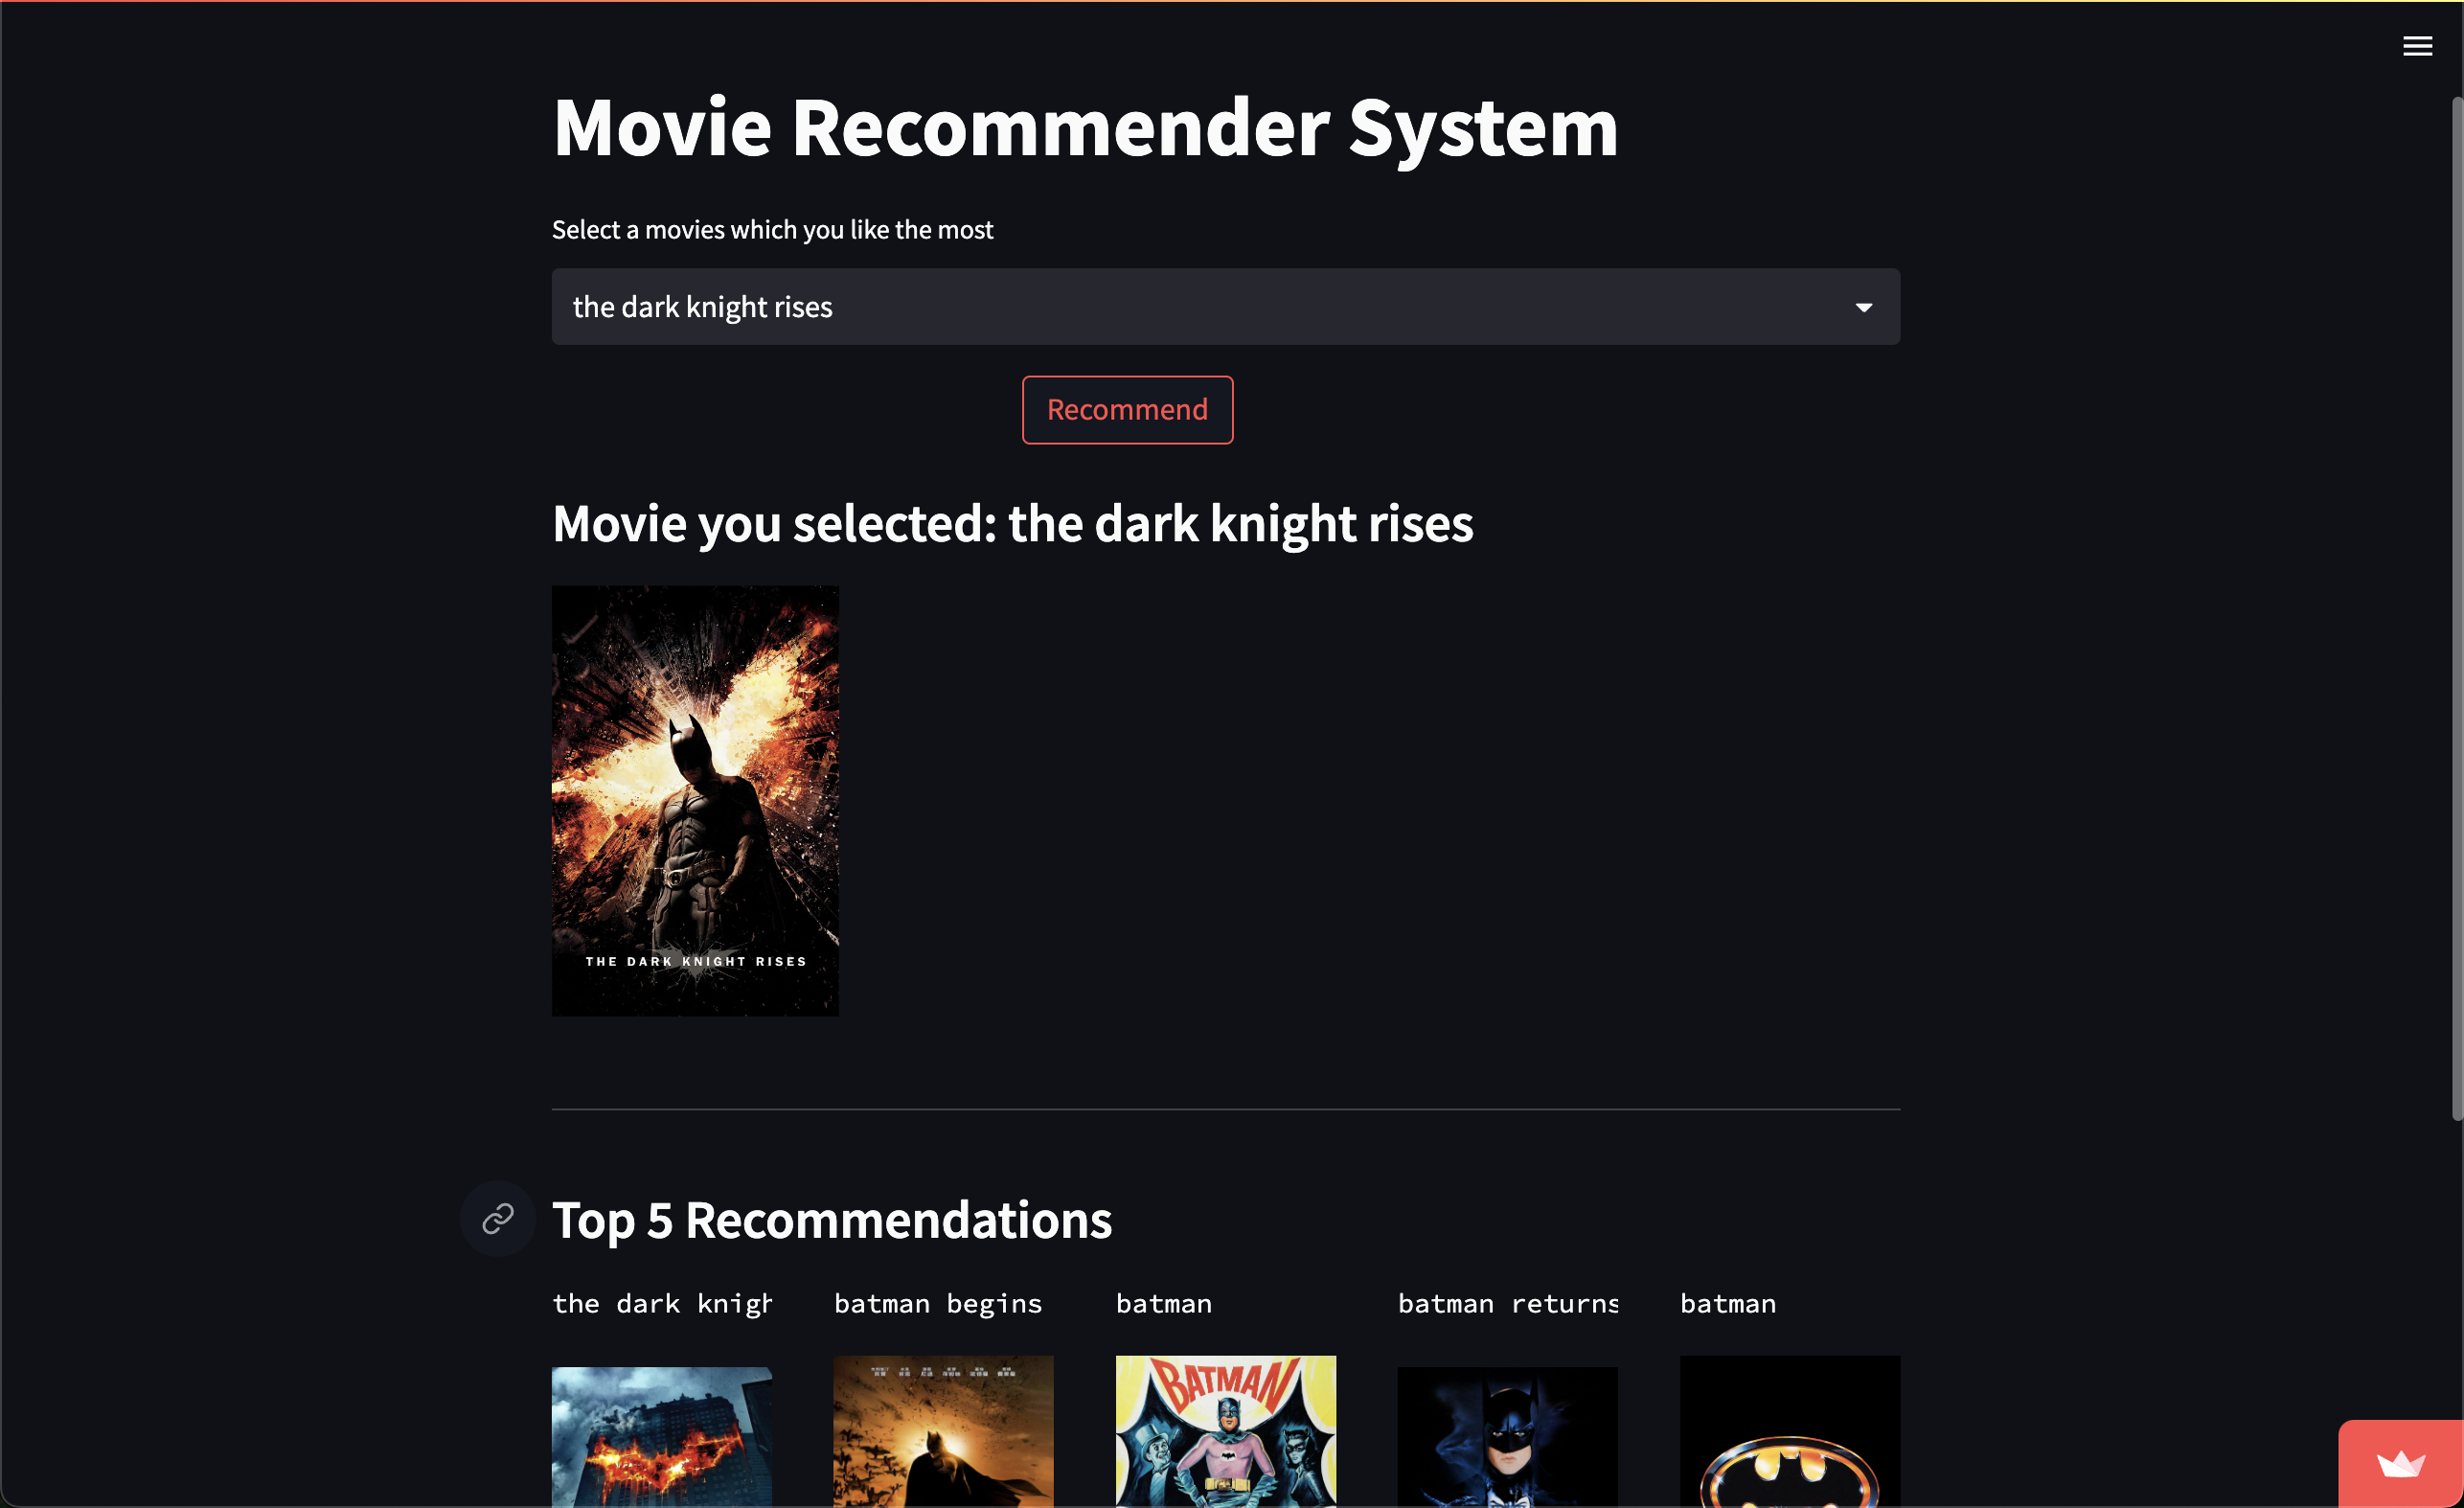 Movie Recommender System
Select a movies which you like the most
the dark knight rises
Recommend
Movie you selected: the dark knight rises
THE DARK KNIGHT RISES
Top 5 Recommendations
the dark knigh
batman begins
batman
batman returns
batman
BATMAN